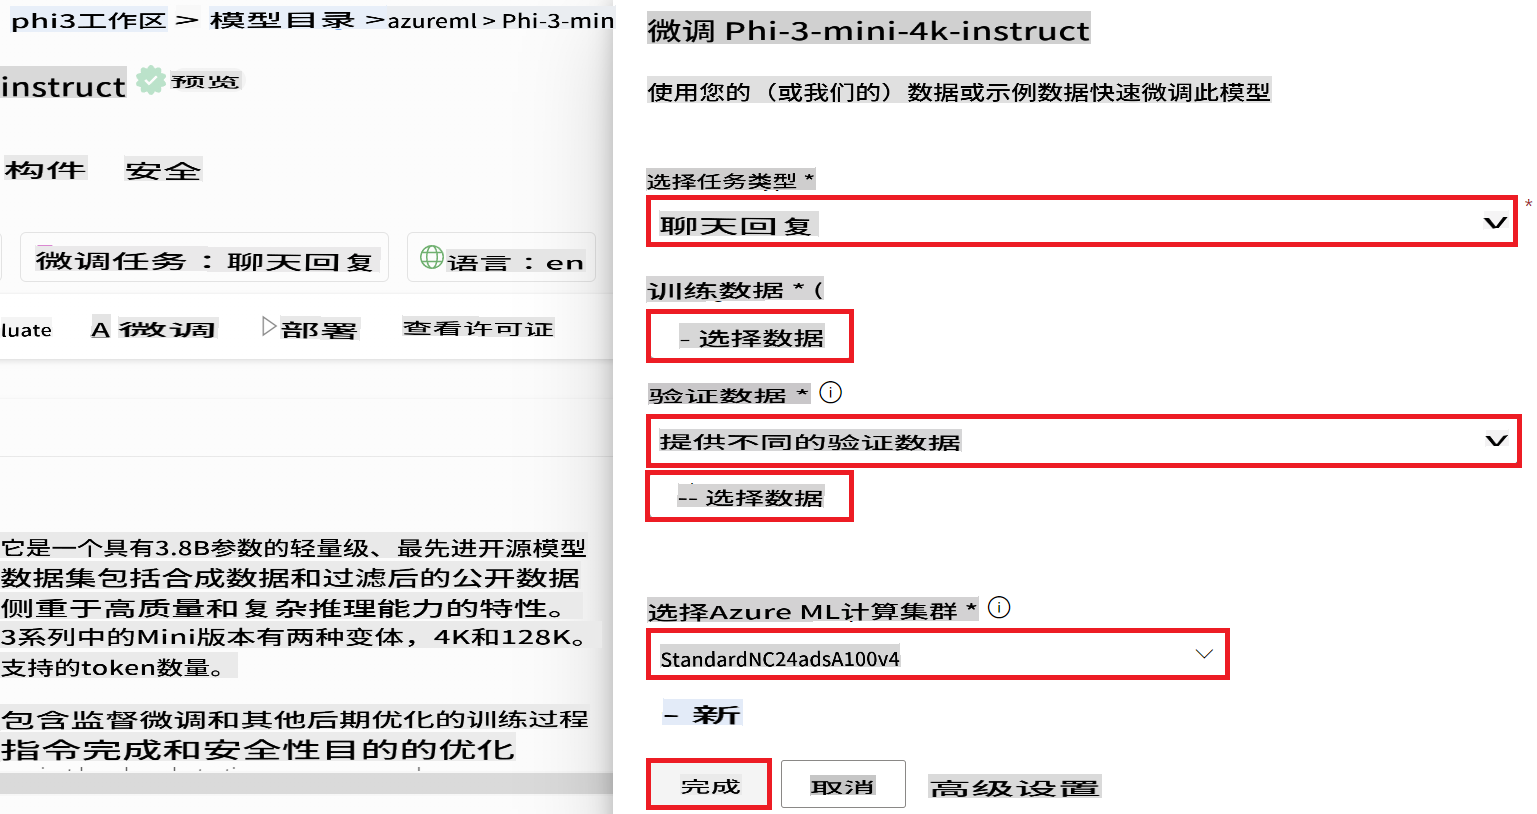 phi3工作区 > 模型目录 >azureml > Phi-3-min
instruct 预览
构件 安全
微调任务：聊天回复 语言：en
luate A 微调 部署 查看许可证
它是一个具有3.8B参数的轻量级、最先进开源模型
数据集包括合成数据和过滤后的公开数据
侧重于高质量和复杂推理能力的特性。
3系列中的Mini版本有两种变体，4K和128K。
支持的token数量。
包含监督微调和其他后期优化的训练过程
指令完成和安全性目的的优化
微调 Phi-3-mini-4k-instruct
使用您的（或我们的）数据或示例数据快速微调此模型
选择任务类型 *
聊天回复
*
训练数据 * (
- 选择数据
验证数据 *
提供不同的验证数据
-- 选择数据
选择Azure ML计算集群 *
StandardNC24adsA100v4
- 新
完成 取消 高级设置